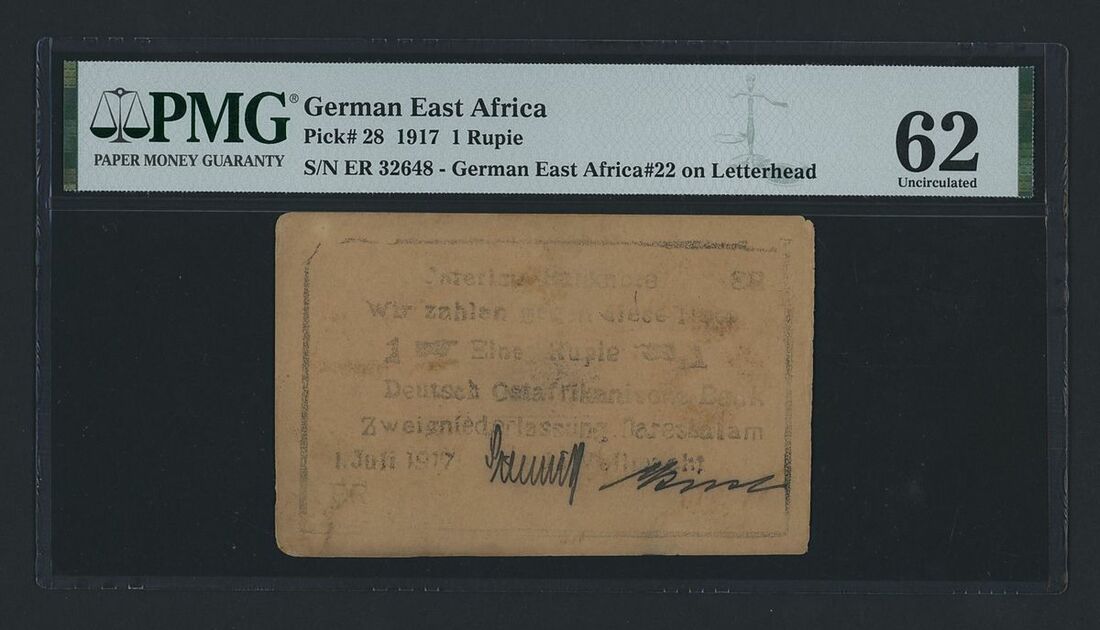 PMG®
PAPER MONEY GUARANTY
German East Africa
Pick# 28 1917 1 Rupie
S/N ER 32648 - German East Africa#22 on Letterhead
62
Uncirculated
Interims Banknote ER
Wir zahlen gegen diese Note
1 Eine Rupie 1
Deutsch Ostafrikanische Bank
Zweigniederlassung Daressalam
1. Juli 1917 Vollmacht
ER